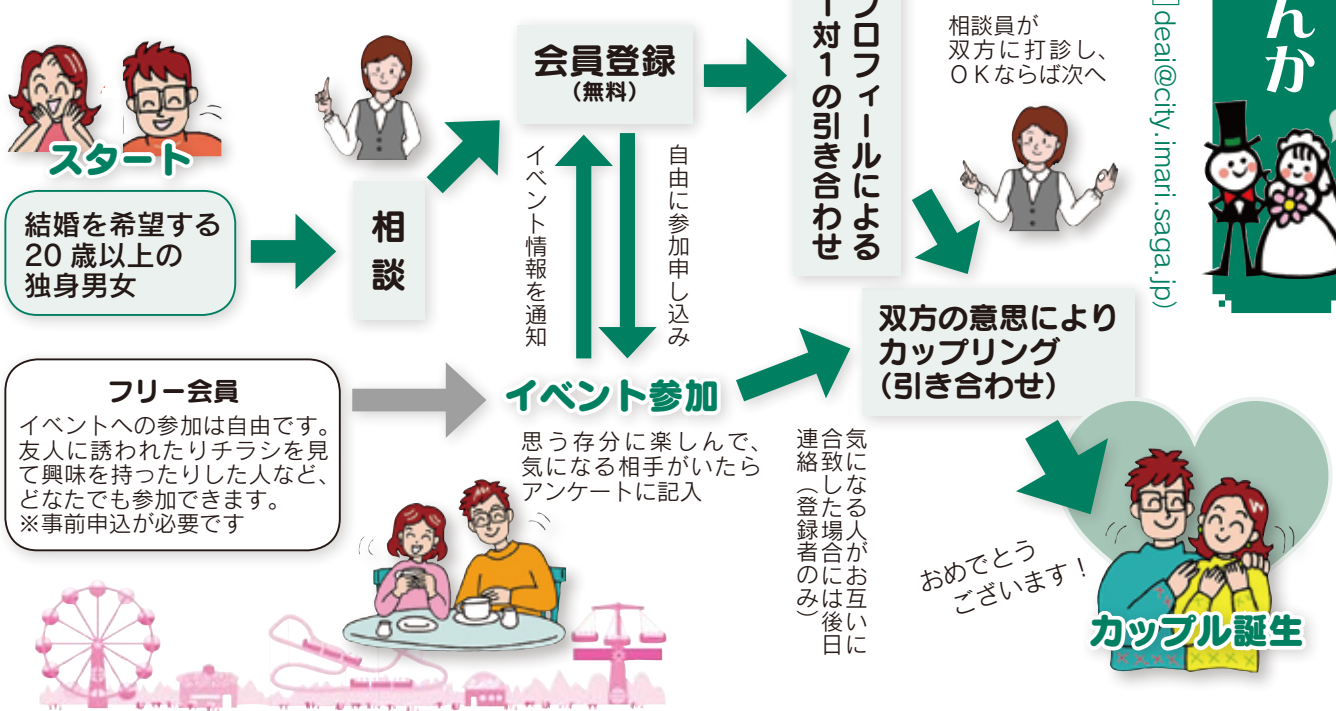 スタート
結婚を希望する
20 歳以上の
独身男女
相談
会員登録
(無料)
イベント情報を通知
自由に参加申し込み
プロフィールによる
1対1の引き合わせ
相談員が
双方に打診し、
ＯＫならば次へ
双方の意思により
カップリング
(引き合わせ)
フリー会員
イベントへの参加は自由です。
友人に誘われたりチラシを見
て興味を持ったりした人など、
どなたでも参加できます。
※事前申込が必要です
イベント参加
思う存分に楽しんで、
気になる相手がいたら
アンケートに記入
気になる人がお互いに
合致した場合には後日
連絡（登録者のみ）
おめでとう
ございます！
カップル誕生
んか
deai@city.imari.saga.jp)